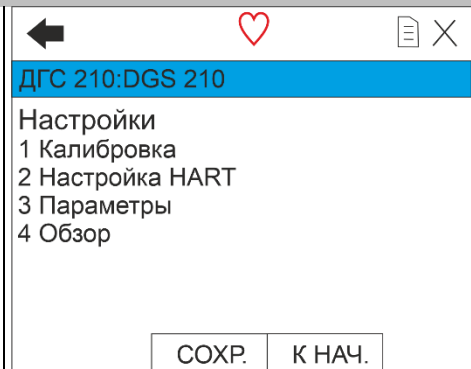 ДГС 210:DGS 210
Настройки
1 Калибровка
2 Настройка HART
3 Параметры
4 Обзор
СОХР. К НАЧ.